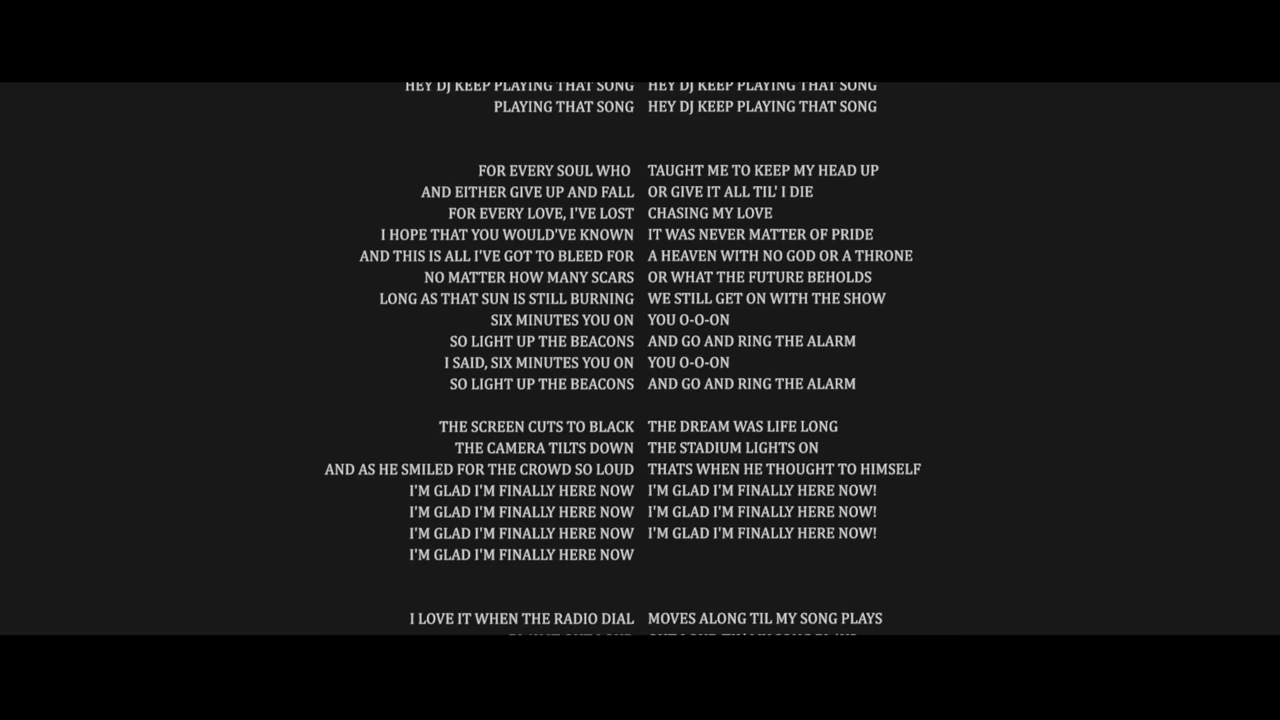 HEY DJ KEEP PLAYING THAT SONG HEY DJ KEEP PLAYING THAT SONG
PLAYING THAT SONG HEY DJ KEEP PLAYING THAT SONG
FOR EVERY SOUL WHO TAUGHT ME TO KEEP MY HEAD UP
AND EITHER GIVE UP AND FALL OR GIVE IT ALL TIL' I DIE
FOR EVERY LOVE, I'VE LOST CHASING MY LOVE
I HOPE THAT YOU WOULD'VE KNOWN IT WAS NEVER MATTER OF PRIDE
AND THIS IS ALL I'VE GOT TO BLEED FOR A HEAVEN WITH NO GOD OR A THRONE
NO MATTER HOW MANY SCARS OR WHAT THE FUTURE BEHOLDS
LONG AS THAT SUN IS STILL BURNING WE STILL GET ON WITH THE SHOW
SIX MINUTES YOU ON YOU O-O-ON
SO LIGHT UP THE BEACONS AND GO AND RING THE ALARM
I SAID, SIX MINUTES YOU ON YOU O-O-ON
SO LIGHT UP THE BEACONS AND GO AND RING THE ALARM
THE SCREEN CUTS TO BLACK THE DREAM WAS LIFE LONG
THE CAMERA TILTS DOWN THE STADIUM LIGHTS ON
AND AS HE SMILED FOR THE CROWD SO LOUD THATS WHEN HE THOUGHT TO HIMSELF
I'M GLAD I'M FINALLY HERE NOW I'M GLAD I'M FINALLY HERE NOW!
I'M GLAD I'M FINALLY HERE NOW I'M GLAD I'M FINALLY HERE NOW!
I'M GLAD I'M FINALLY HERE NOW I'M GLAD I'M FINALLY HERE NOW!
I'M GLAD I'M FINALLY HERE NOW
I LOVE IT WHEN THE RADIO DIAL MOVES ALONG TIL MY SONG PLAYS